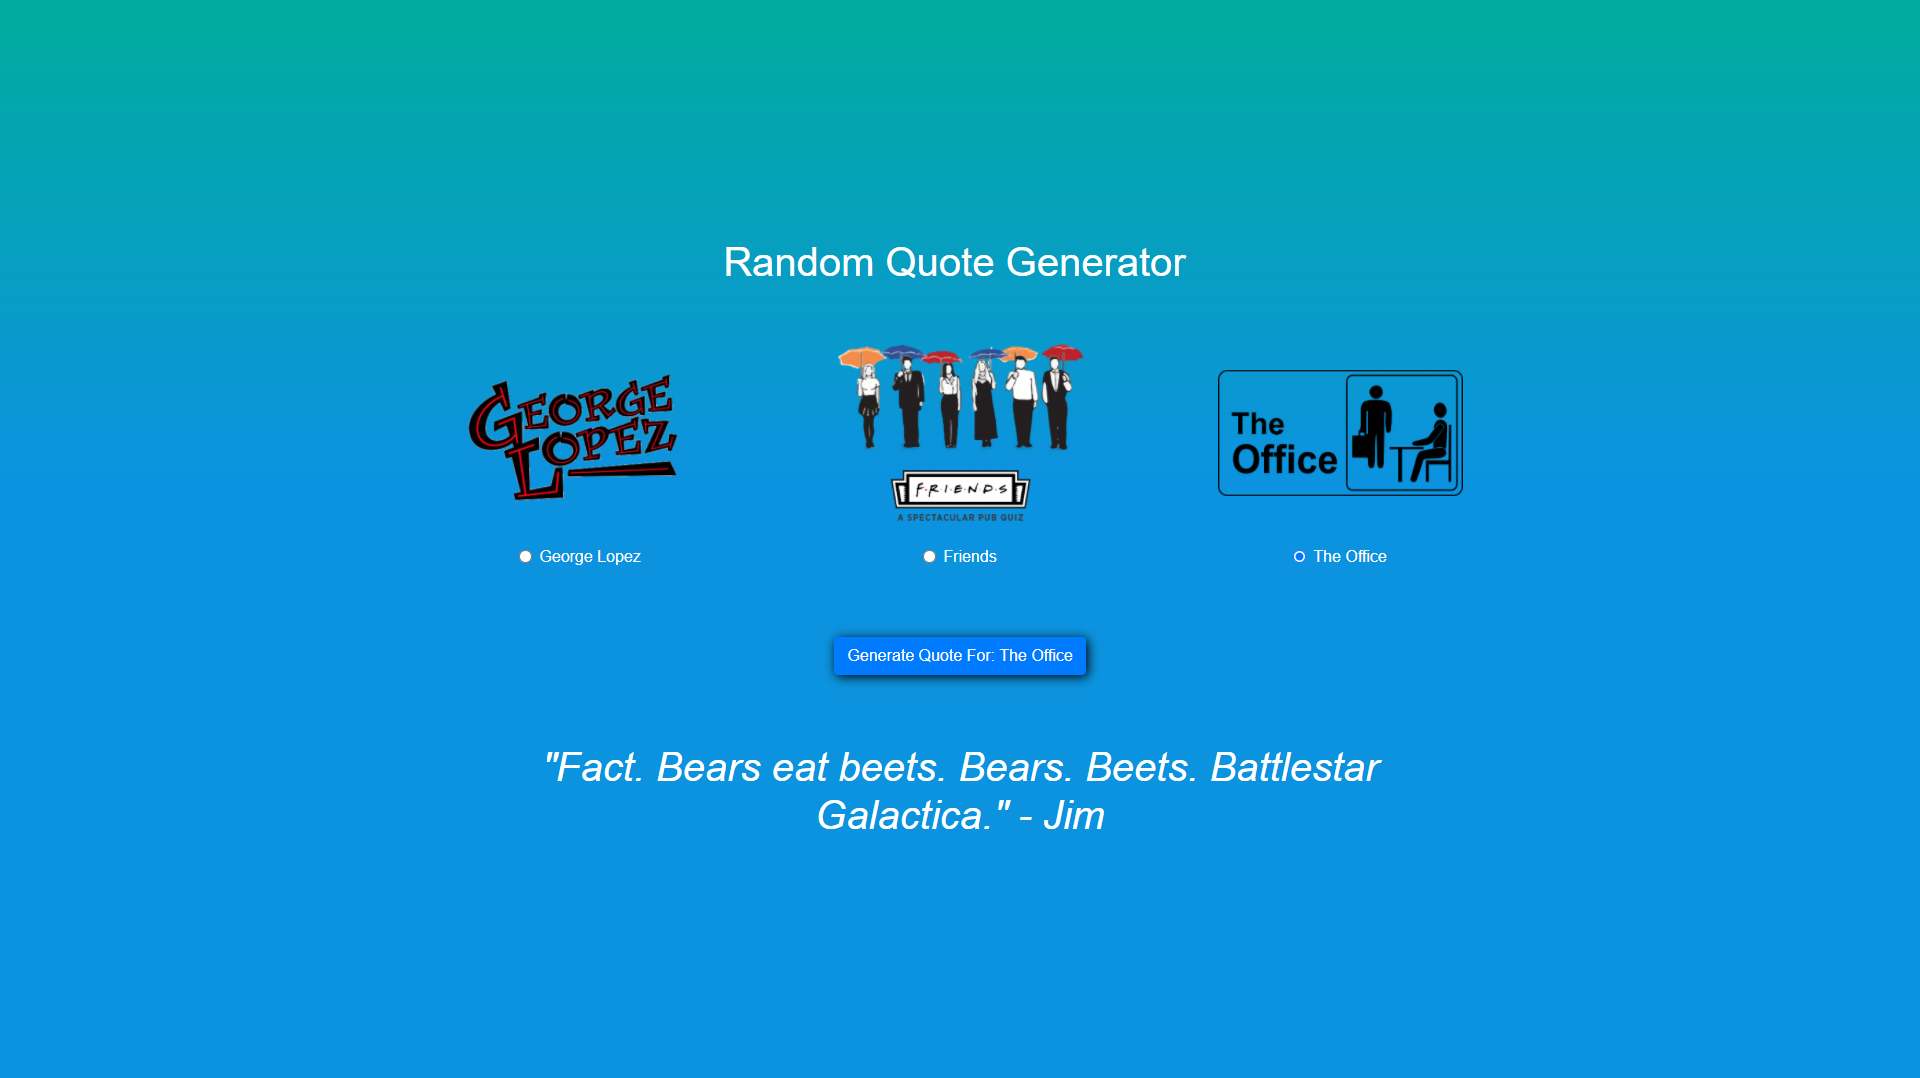 Random Quote Generator
GEORGE
LOPEZ
F·R·I·E·N·D·S
A SPECTACULAR PUB QUIZ
The
Office
George Lopez
Friends
The Office
Generate Quote For: The Office
"Fact. Bears eat beets. Bears. Beets. Battlestar
Galactica." - Jim